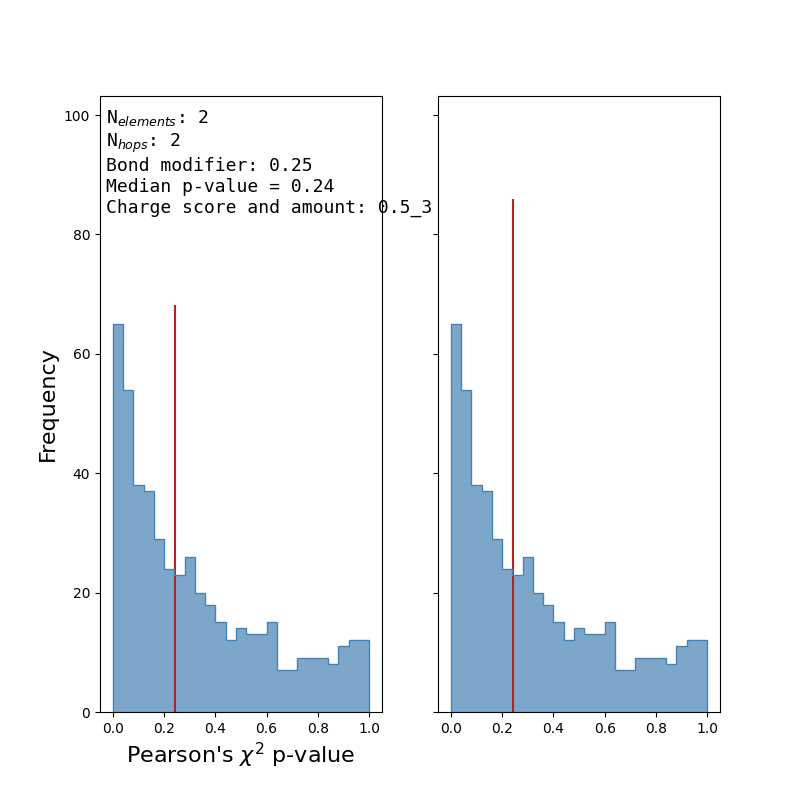 N_elements: 2
N_hops: 2
Bond modifier: 0.25
Median p-value = 0.24
Charge score and amount: 0.5_3
100
80
60
40
20
0
Frequency
0.0 0.2 0.4 0.6 0.8 1.0
0.0 0.2 0.4 0.6 0.8 1.0
Pearson's χ² p-value